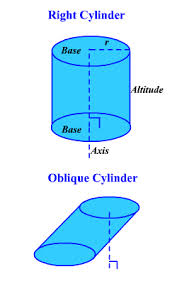 Right Cylinder
Base
r
Altitude
Base
Axis
Oblique Cylinder